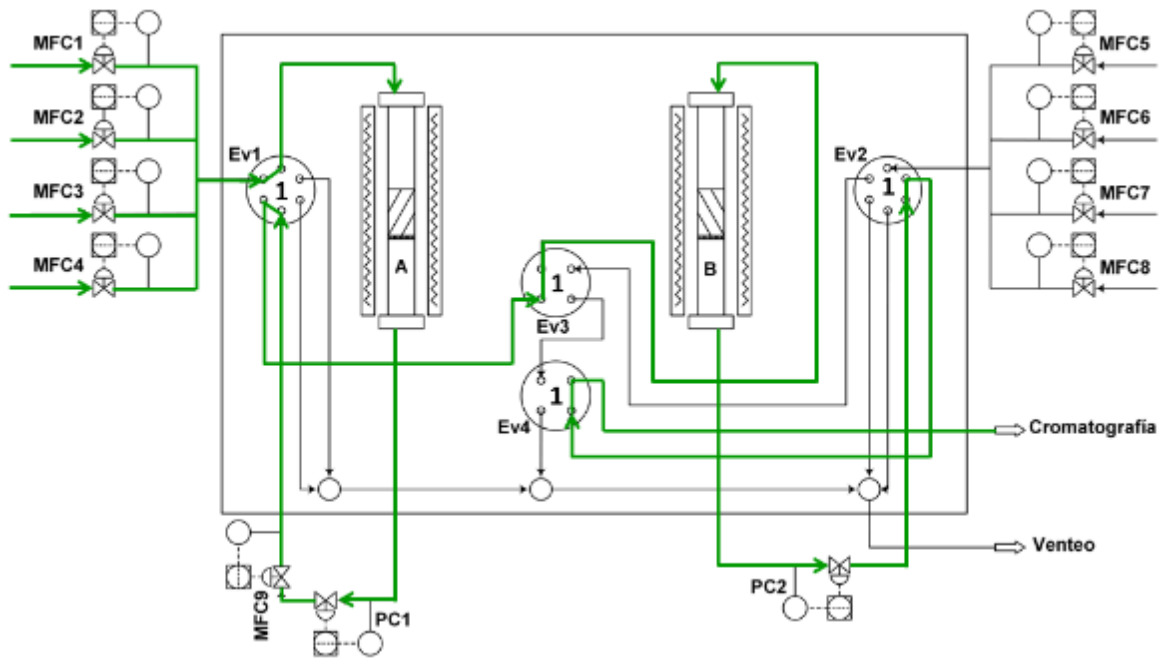 MFC1
MFC5
MFC2
MFC6
Ev1
Ev2
1
1
MFC3
MFC7
MFC4
A
B
MFC8
1
Ev3
1
Ev4
Cromatografía
Venteo
MFC9
PC1
PC2